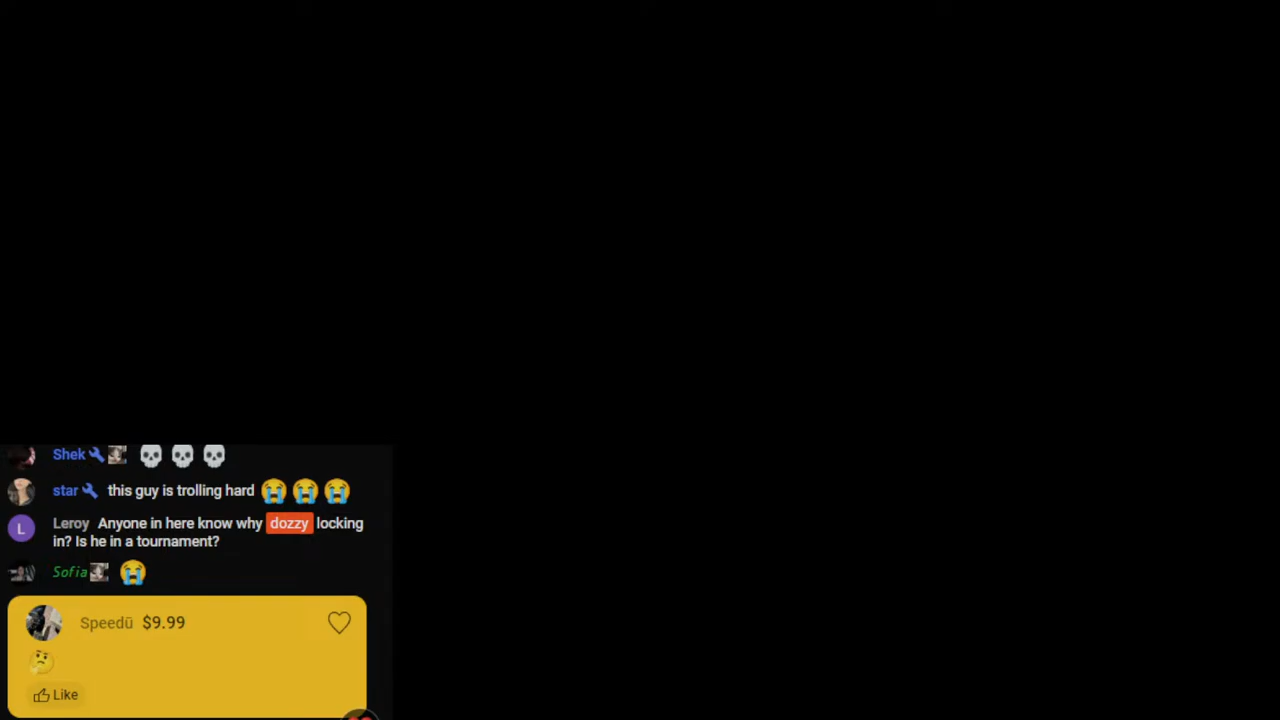 Shek 💀 💀 💀
star this guy is trolling hard 😭 😭 😭
Leroy Anyone in here know why dozzy locking
in? Is he in a tournament?
L
Sofia 😭
Speedū $9.99
🤔
Like